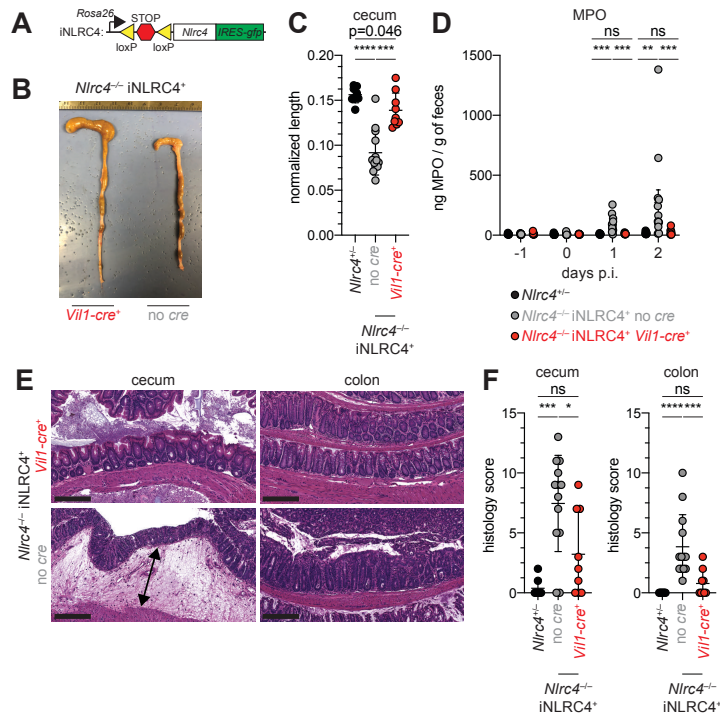 A
Rosa26
STOP
iNLRC4:
Nlrc4
IRES-gfp
loxP
loxP
B
Nlrc4–/– iNLRC4+
Vil1-cre+
no cre
C
cecum
p=0.046
**** ***
normalized length
0.20
0.15
0.10
0.05
0.00
Nlrc4+/–
no cre
Vil1-cre+
Nlrc4–/–
iNLRC4+
D
MPO
ns
ns
*** ***
** ***
ng MPO / g of feces
1500
1000
500
0
-1
0
1
2
days p.i.
Nlrc4+/–
Nlrc4–/– iNLRC4+ no cre
Nlrc4–/– iNLRC4+ Vil1-cre+
E
cecum
colon
Nlrc4–/– iNLRC4+
Vil1-cre+
no cre
F
cecum
ns
*** *
histology score
15
10
5
0
Nlrc4+/–
no cre
Vil1-cre+
Nlrc4–/–
iNLRC4+
colon
ns
**** ***
histology score
15
10
5
0
Nlrc4+/–
no cre
Vil1-cre+
Nlrc4–/–
iNLRC4+